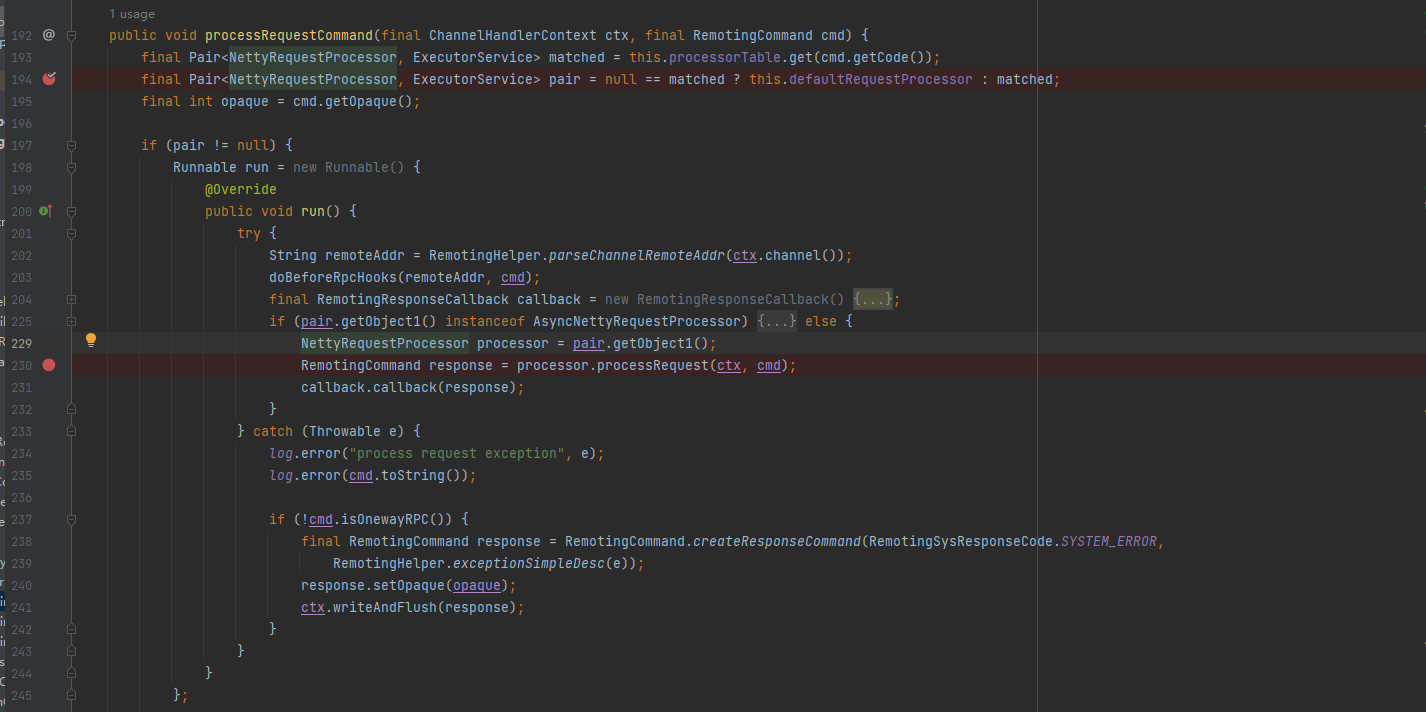 1 usage
192 @ public void processRequestCommand(final ChannelHandlerContext ctx, final RemotingCommand cmd) {
193 final Pair<NettyRequestProcessor, ExecutorService> matched = this.processorTable.get(cmd.getCode());
194 final Pair<NettyRequestProcessor, ExecutorService> pair = null == matched ? this.defaultRequestProcessor : matched;
195 final int opaque = cmd.getOpaque();
196
197 if (pair != null) {
198 Runnable run = new Runnable() {
199 @Override
200 public void run() {
201 try {
202 String remoteAddr = RemotingHelper.parseChannelRemoteAddr(ctx.channel());
203 doBeforeRpcHooks(remoteAddr, cmd);
204 final RemotingResponseCallback callback = new RemotingResponseCallback() {...};
225 if (pair.getObject1() instanceof AsyncNettyRequestProcessor) {...} else {
229 NettyRequestProcessor processor = pair.getObject1();
230 RemotingCommand response = processor.processRequest(ctx, cmd);
231 callback.callback(response);
232 }
233 } catch (Throwable e) {
234 log.error("process request exception", e);
235 log.error(cmd.toString());
236
237 if (!cmd.isOnewayRPC()) {
238 final RemotingCommand response = RemotingCommand.createResponseCommand(RemotingSysResponseCode.SYSTEM_ERROR,
239 RemotingHelper.exceptionSimpleDesc(e));
240 response.setOpaque(opaque);
241 ctx.writeAndFlush(response);
242 }
243 }
244 }
245 };